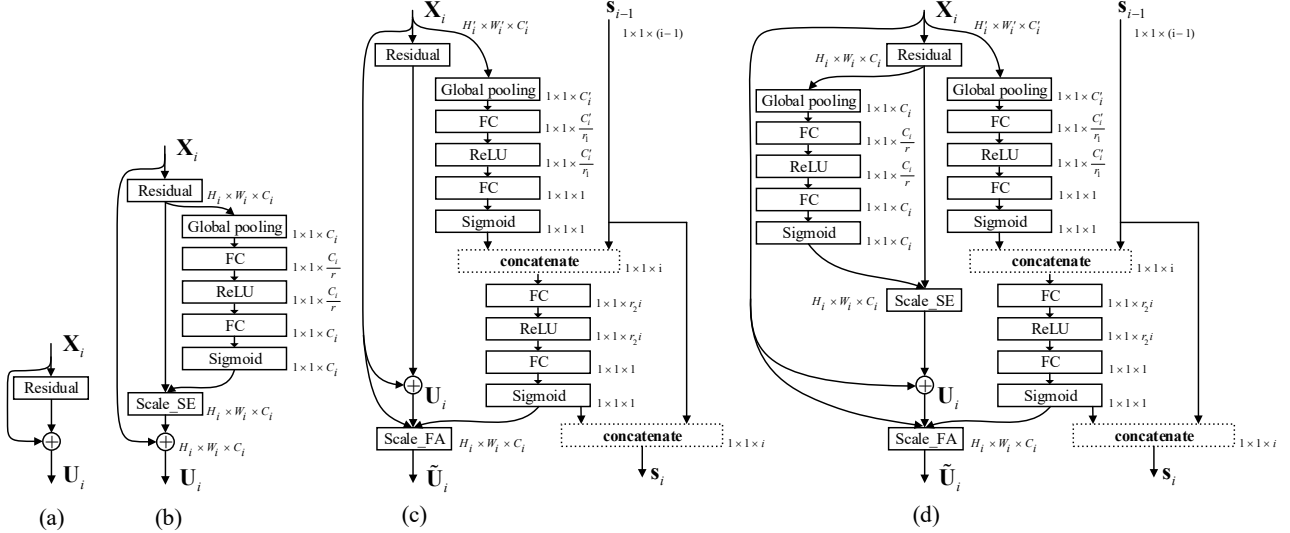 X_i
Residual
U_i
(a)
X_i
Residual
H_i × W_i × C_i
Global pooling
1×1×C_i
FC
1×1×C_i/r
ReLU
1×1×C_i/r
FC
1×1×C_i
Sigmoid
1×1×C_i
Scale_SE
H_i × W_i × C_i
H_i × W_i × C_i
U_i
(b)
X_i
H'_i × W'_i × C'_i
s_{i−1}
1×1×(i−1)
Residual
Global pooling
1×1×C'_i
FC
1×1×C'_i/r_1
ReLU
1×1×C'_i/r_1
FC
1×1×1
Sigmoid
1×1×1
concatenate
1×1×i
FC
1×1×r_2 i
ReLU
1×1×r_2 i
FC
1×1×1
Sigmoid
1×1×1
U_i
Scale_FA
H_i × W_i × C_i
concatenate
1×1×i
Ũ_i
s_i
(c)
X_i
H'_i × W'_i × C'_i
s_{i−1}
1×1×(i−1)
Residual
H_i × W_i × C_i
Global pooling
1×1×C_i
FC
1×1×C_i/r
ReLU
1×1×C_i/r
FC
1×1×C_i
Sigmoid
1×1×C_i
Global pooling
1×1×C'_i
FC
1×1×C'_i/r_1
ReLU
1×1×C'_i/r_1
FC
1×1×1
Sigmoid
1×1×1
concatenate
1×1×i
Scale_SE
H_i × W_i × C_i
FC
1×1×r_2 i
ReLU
1×1×r_2 i
FC
1×1×1
Sigmoid
1×1×1
U_i
Scale_FA
H_i × W_i × C_i
concatenate
1×1×i
Ũ_i
s_i
(d)